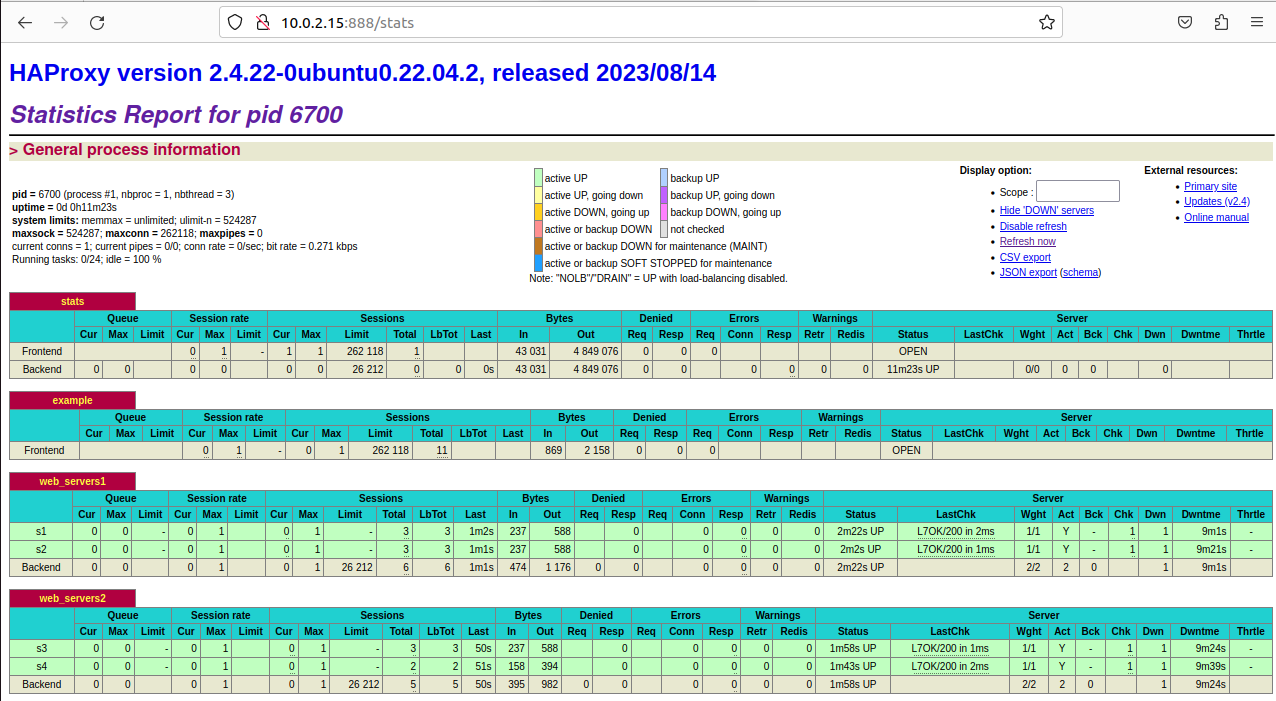 10.0.2.15:888/stats
HAProxy version 2.4.22-0ubuntu0.22.04.2, released 2023/08/14
Statistics Report for pid 6700
> General process information
pid = 6700 (process #1, nbproc = 1, nbthread = 3)
uptime = 0d 0h11m23s
system limits: memmax = unlimited; ulimit-n = 524287
maxsock = 524287; maxconn = 262118; maxpipes = 0
current conns = 1; current pipes = 0/0; conn rate = 0/sec; bit rate = 0.271 kbps
Running tasks: 0/24; idle = 100 %
active UP backup UP
active UP, going down backup UP, going down
active DOWN, going up backup DOWN, going up
active or backup DOWN not checked
active or backup DOWN for maintenance (MAINT)
active or backup SOFT STOPPED for maintenance
Note: "NOLB"/"DRAIN" = UP with load-balancing disabled.
Display option:
Scope :
Hide 'DOWN' servers
Disable refresh
Refresh now
CSV export
JSON export (schema)
External resources:
Primary site
Updates (v2.4)
Online manual
stats
Queue Session rate Sessions Bytes Denied Errors Warnings Server
Cur Max Limit Cur Max Limit Cur Max Limit Total LbTot Last In Out Req Resp Req Conn Resp Retr Redis Status LastChk Wght Act Bck Chk Dwn Dwntme Thrtle
Frontend 0 1 - 1 1 262 118 1 43 031 4 849 076 0 0 0 OPEN
Backend 0 0 0 0 0 0 26 212 0 0 0s 43 031 4 849 076 0 0 0 0 0 0 11m23s UP 0/0 0 0 0
example
Queue Session rate Sessions Bytes Denied Errors Warnings Server
Cur Max Limit Cur Max Limit Cur Max Limit Total LbTot Last In Out Req Resp Req Conn Resp Retr Redis Status LastChk Wght Act Bck Chk Dwn Dwntme Thrtle
Frontend 0 1 - 0 1 262 118 11 869 2 158 0 0 0 OPEN
web_servers1
Queue Session rate Sessions Bytes Denied Errors Warnings Server
Cur Max Limit Cur Max Limit Cur Max Limit Total LbTot Last In Out Req Resp Req Conn Resp Retr Redis Status LastChk Wght Act Bck Chk Dwn Dwntme Thrtle
s1 0 0 - 0 1 0 1 - 3 3 1m2s 237 588 0 0 0 0 0 2m22s UP L7OK/200 in 2ms 1/1 Y - 1 1 9m1s -
s2 0 0 - 0 1 0 1 - 3 3 1m1s 237 588 0 0 0 0 0 2m2s UP L7OK/200 in 1ms 1/1 Y - 1 1 9m21s -
Backend 0 0 0 1 0 1 26 212 6 6 1m1s 474 1 176 0 0 0 0 0 0 2m22s UP 2/2 2 0 1 9m1s
web_servers2
Queue Session rate Sessions Bytes Denied Errors Warnings Server
Cur Max Limit Cur Max Limit Cur Max Limit Total LbTot Last In Out Req Resp Req Conn Resp Retr Redis Status LastChk Wght Act Bck Chk Dwn Dwntme Thrtle
s3 0 0 - 0 1 0 1 - 3 3 50s 237 588 0 0 0 0 0 1m58s UP L7OK/200 in 1ms 1/1 Y - 1 1 9m24s -
s4 0 0 - 0 1 0 1 - 2 2 51s 158 394 0 0 0 0 0 1m43s UP L7OK/200 in 2ms 1/1 Y - 1 1 9m39s -
Backend 0 0 0 1 0 1 26 212 5 5 50s 395 982 0 0 0 0 0 0 1m58s UP 2/2 2 0 1 9m24s